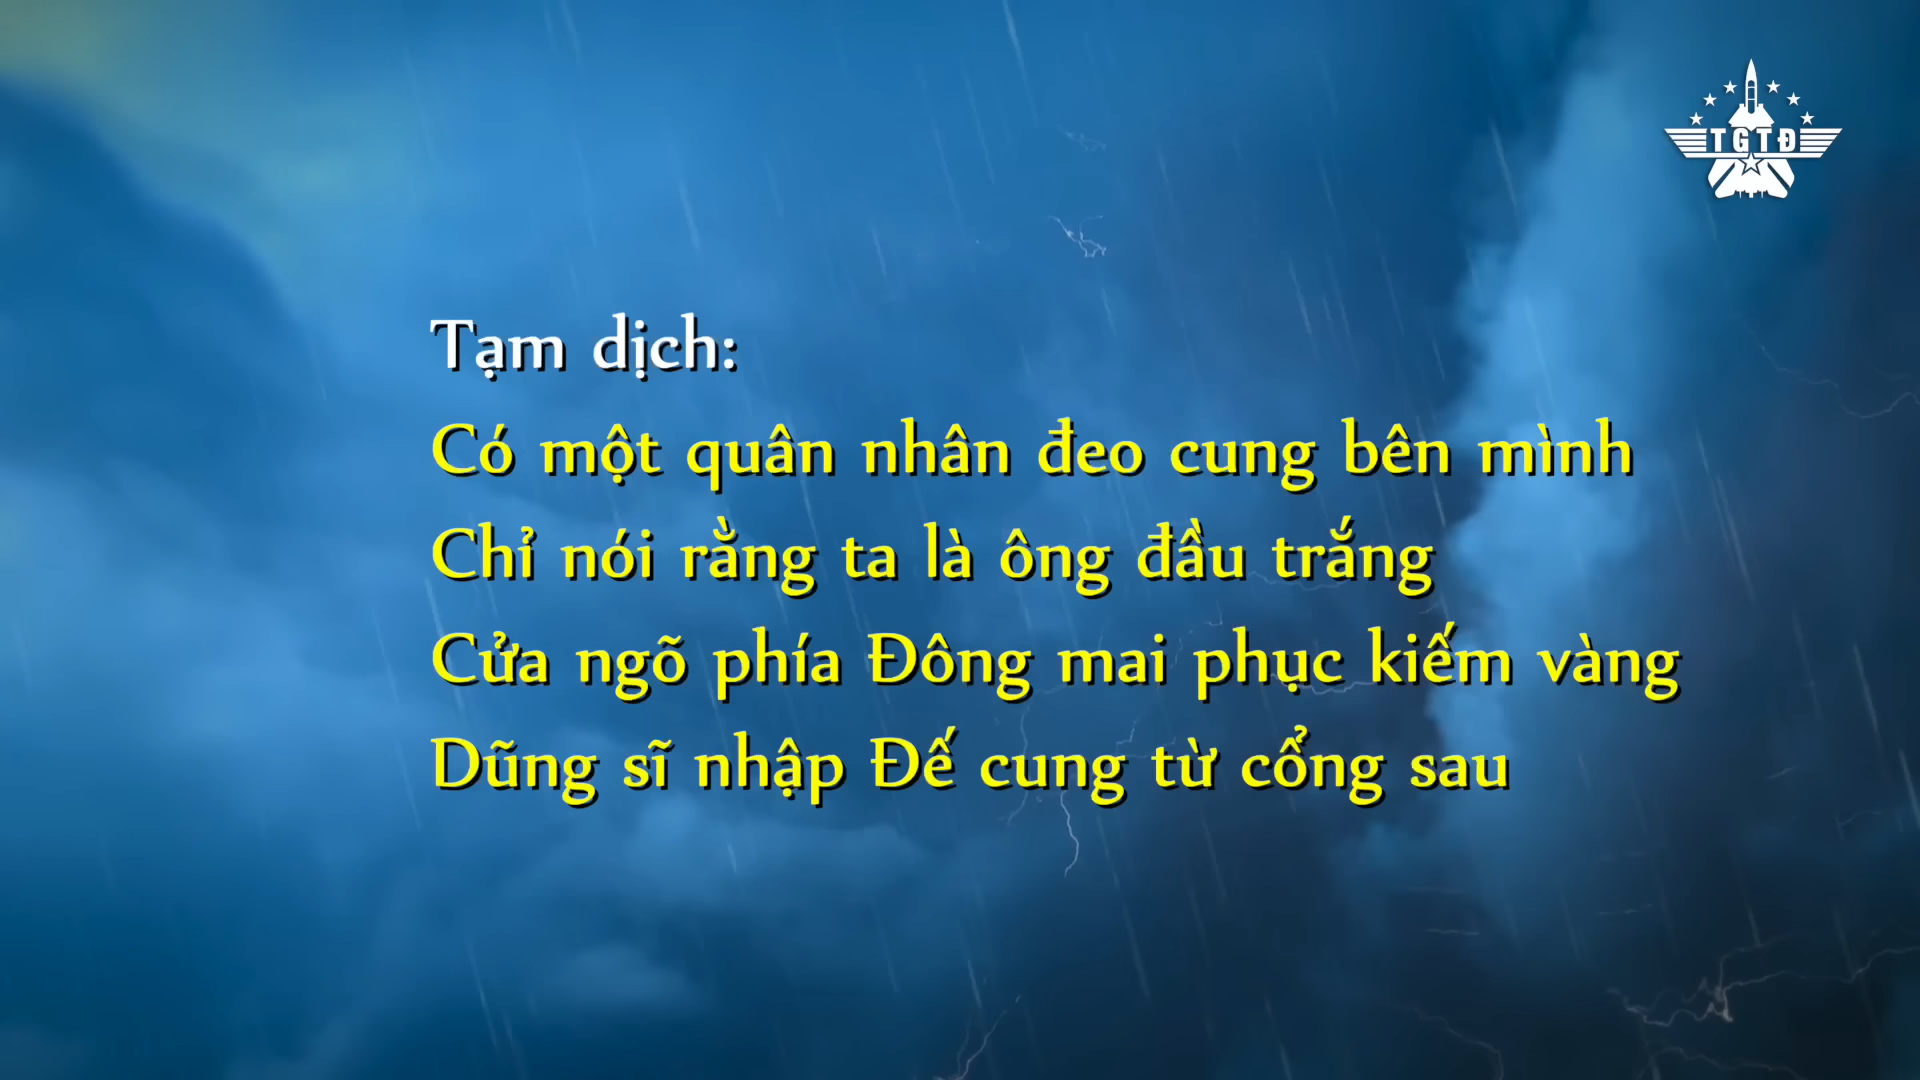 TGTĐ
Tạm dịch:
Có một quân nhân đeo cung bên mình
Chỉ nói rằng ta là ông đầu trắng
Cửa ngõ phía Đông mai phục kiếm vàng
Dũng sĩ nhập Đế cung từ cổng sau